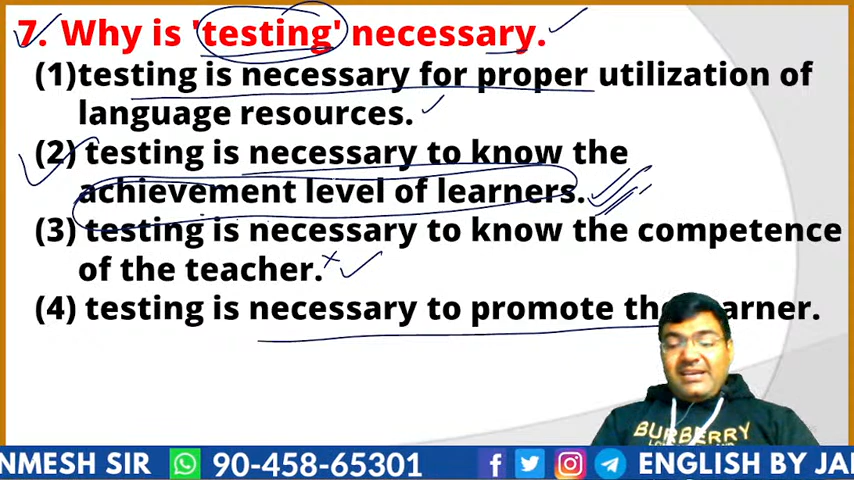 7. Why is 'testing' necessary.
(1)testing is necessary for proper utilization of
language resources.
(2) testing is necessary to know the
achievement level of learners.
(3) testing is necessary to know the competence
of the teacher.
(4) testing is necessary to promote the learner.
BURBERRY
NMESH SIR 90-458-65301 ENGLISH BY JA